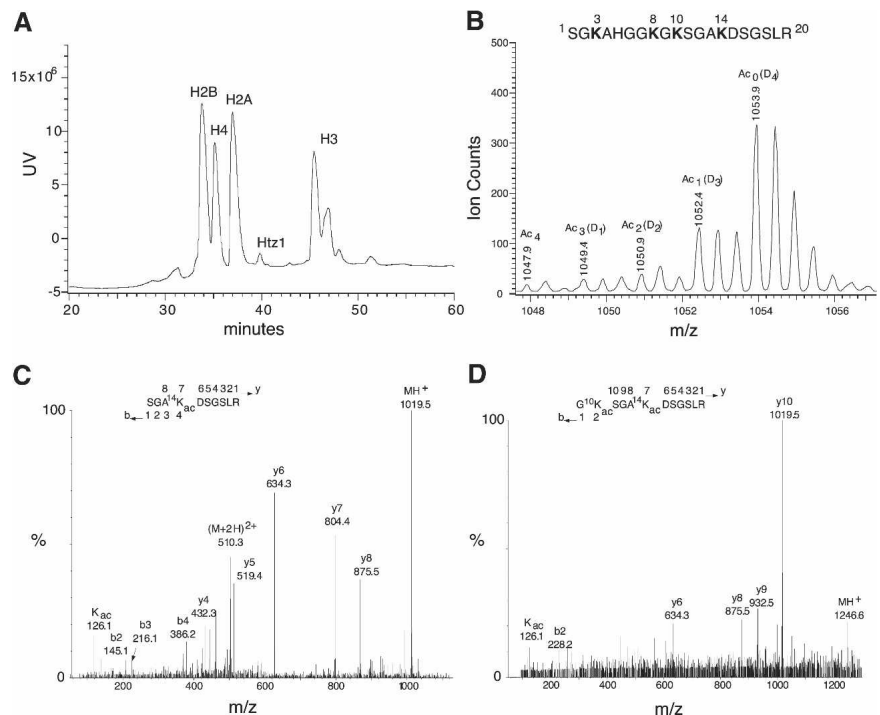 A
15x10⁶
10
5
0
-5
UV
H2B
H4
H2A
Htz1
H3
20
30
40
50
60
minutes
B
3 8 10 14
¹SGKAHGGKGKSGAKDSGSLR²⁰
500
400
300
200
100
0
Ion Counts
Ac₄
1047.9
Ac₃(D₁)
1049.4
Ac₂(D₂)
1050.9
Ac₁(D₃)
1052.4
Ac₀(D₄)
1053.9
1048
1050
1052
1054
1056
m/z
C
8 7 654321 y
SGA¹⁴KacDSGSLR
b 1 2 3 4
100
%
0
MH⁺
1019.5
y6
634.3
y7
804.4
(M+2H)²⁺
510.3
y5
519.4
y8
875.5
y4
432.3
b4
386.2
b3
216.1
Kac
126.1
b2
145.1
200
400
600
800
1000
m/z
D
1098 7 654321 y
G¹⁰KacSGA¹⁴KacDSGSLR
b 1 2
100
%
0
y10
1019.5
y6
634.3
y8
875.5
y9
932.5
MH⁺
1246.6
Kac
126.1
b2
228.2
200
400
600
800
1000
1200
m/z